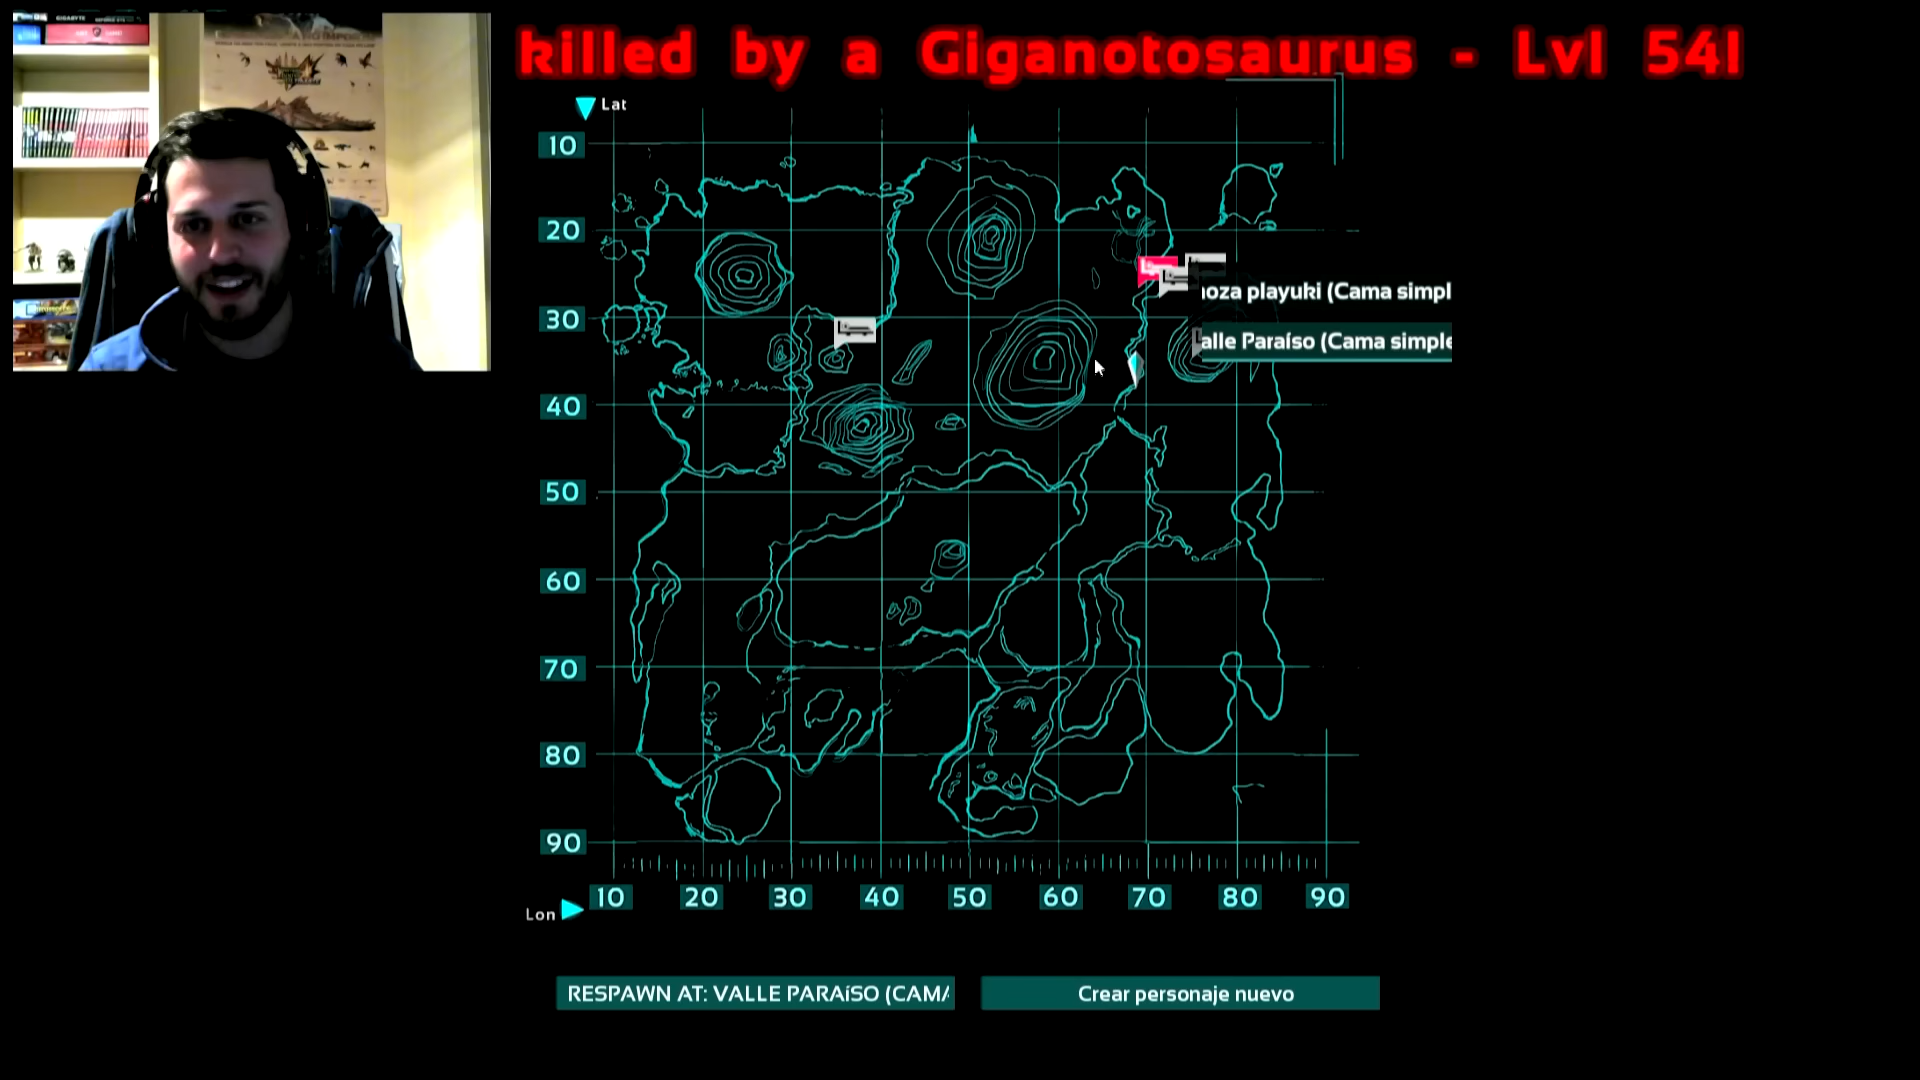 killed by a Giganotosaurus - Lvl 541
Lat
10
20
30
40
50
60
70
80
90
noza playuki (Cama simpl
alle Paraíso (Cama simple
Lon
10 20 30 40 50 60 70 80 90
RESPAWN AT: VALLE PARAíSO (CAMA
Crear personaje nuevo